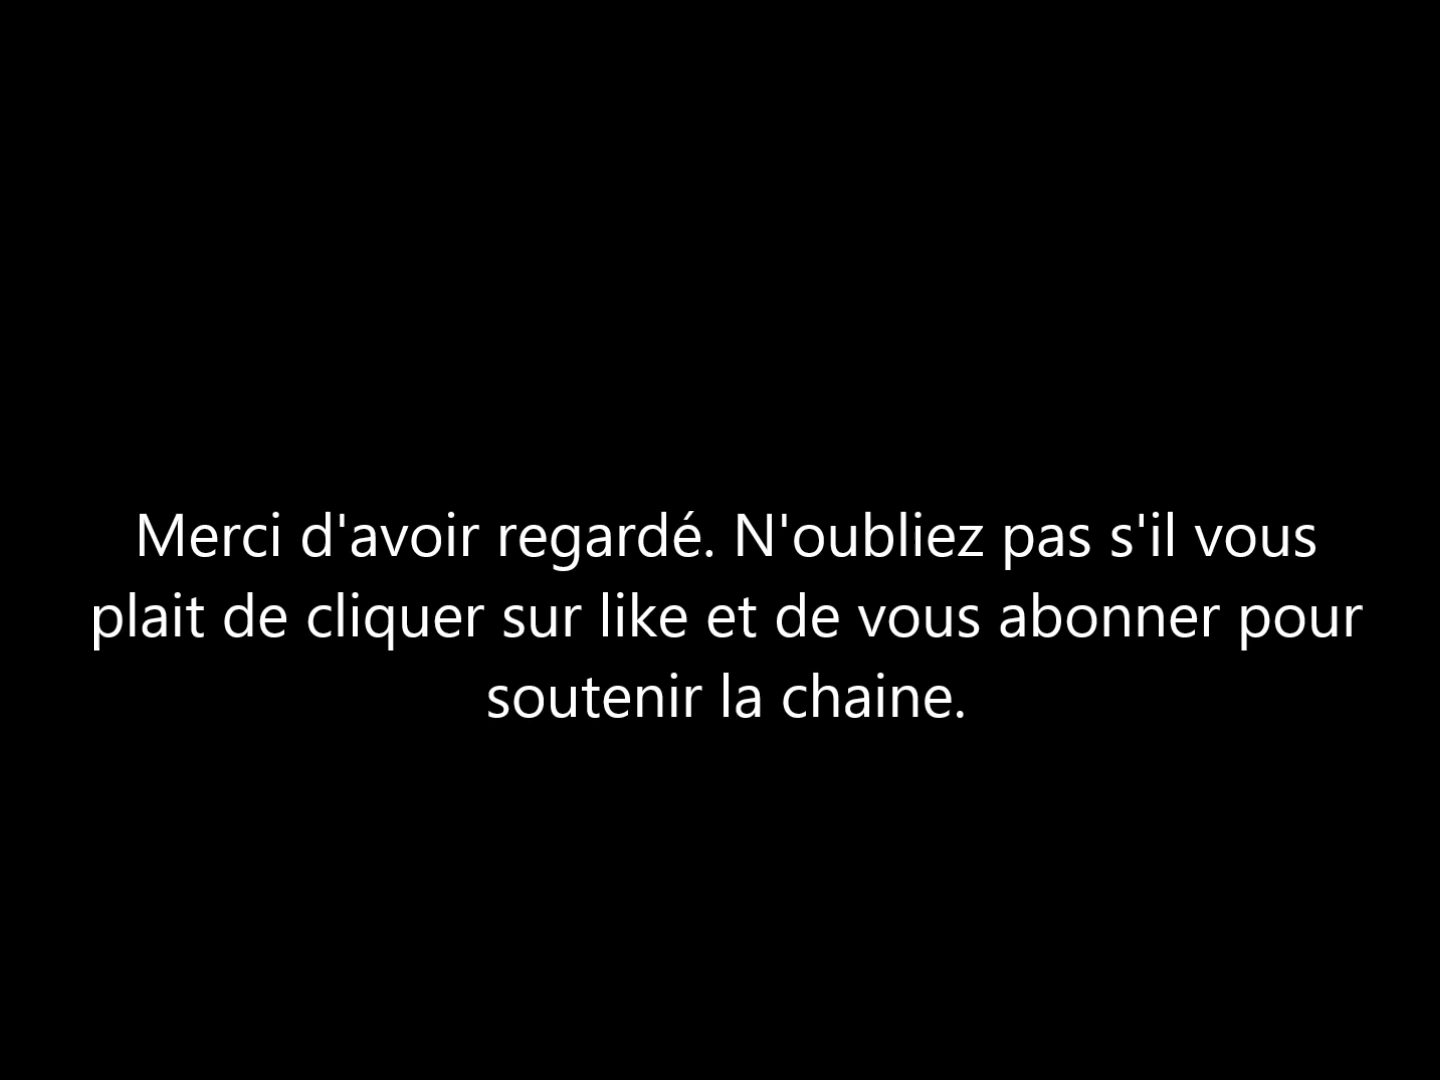 Merci d'avoir regardé. N'oubliez pas s'il vous
plait de cliquer sur like et de vous abonner pour
soutenir la chaine.